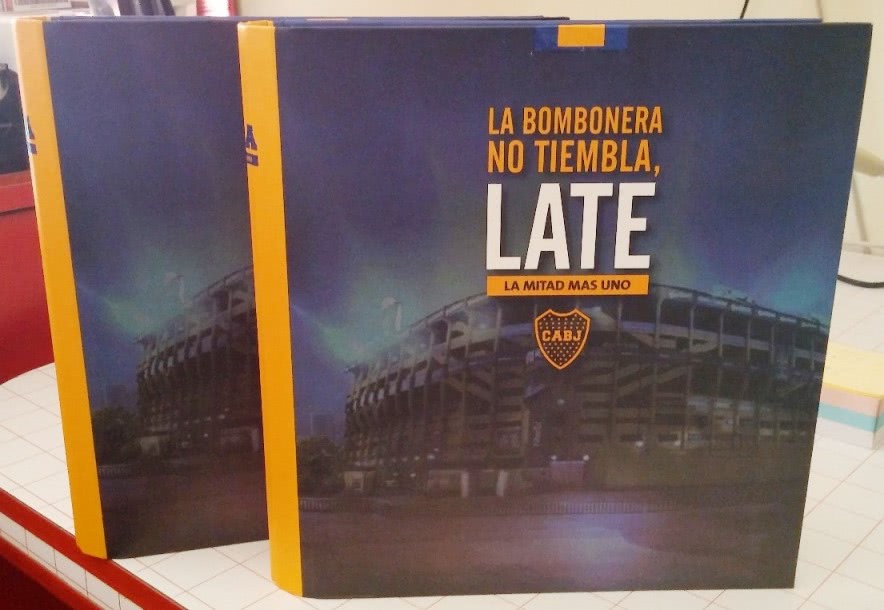 LA BOMBONERA
NO TIEMBLA,
LATE
LA MITAD MAS UNO
CABJ